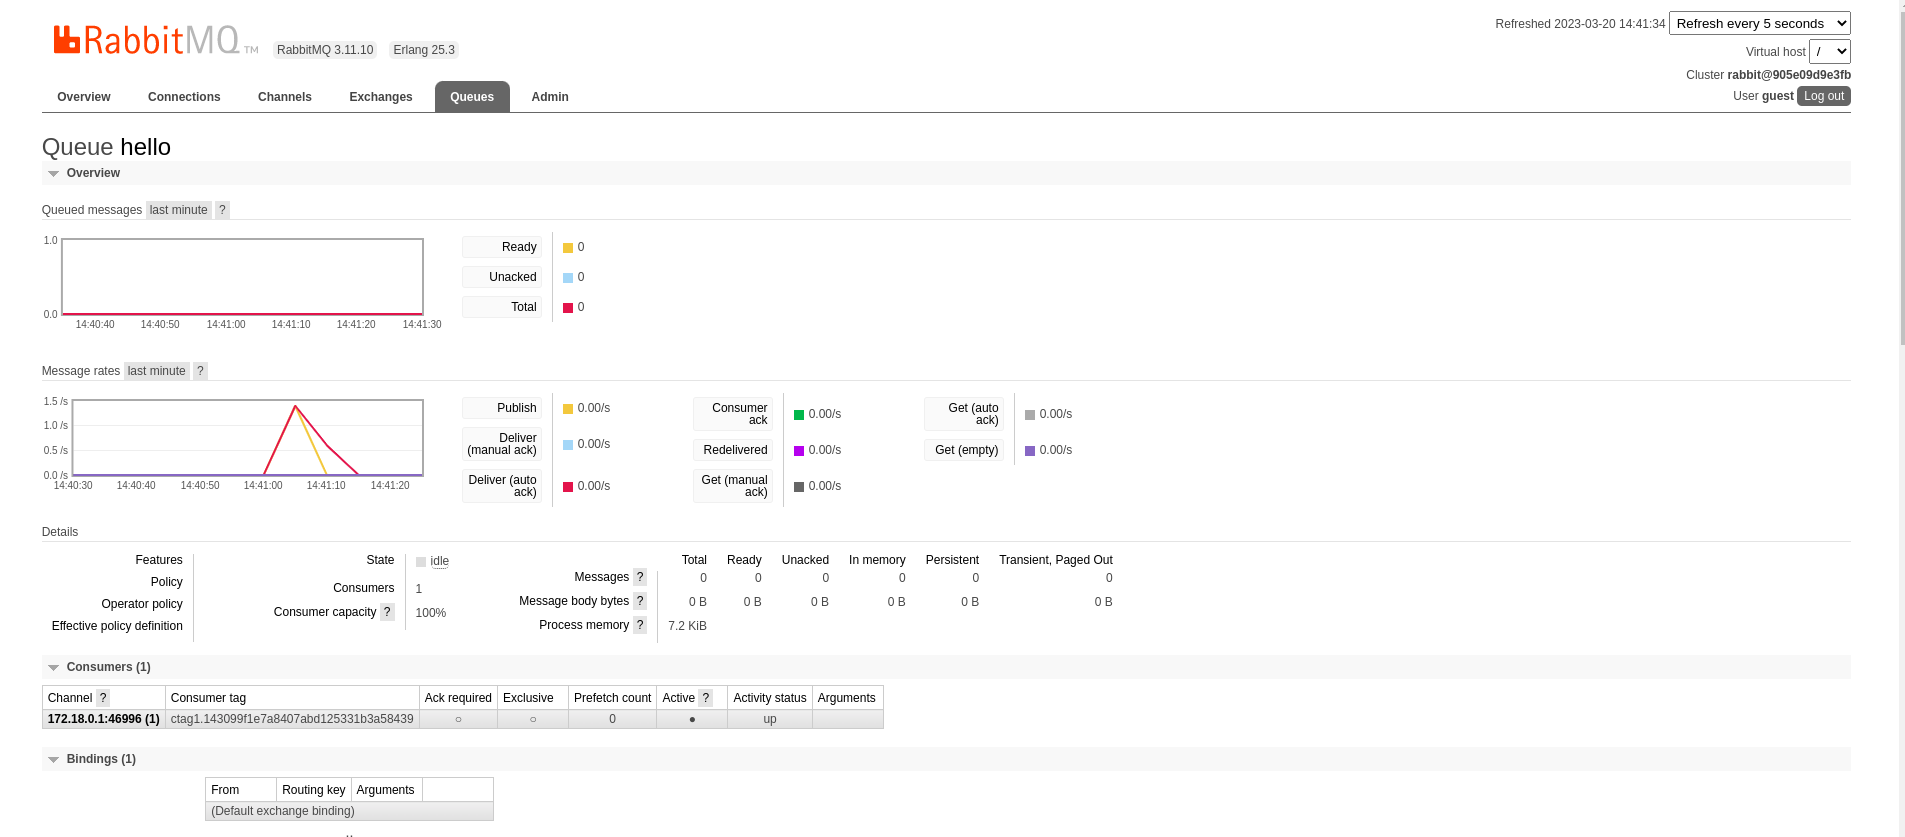 RabbitMQ TM RabbitMQ 3.11.10 Erlang 25.3
Refreshed 2023-03-20 14:41:34 Refresh every 5 seconds
Virtual host /
Cluster rabbit@905e09d9e3fb
User guest Log out
Overview Connections Channels Exchanges Queues Admin
Queue hello
Overview
Queued messages last minute ?
1.0
0.0
14:40:40 14:40:50 14:41:00 14:41:10 14:41:20 14:41:30
Ready 0
Unacked 0
Total 0
Message rates last minute ?
1.5 /s
1.0 /s
0.5 /s
0.0 /s
14:40:30 14:40:40 14:40:50 14:41:00 14:41:10 14:41:20
Publish 0.00/s
Deliver
(manual ack) 0.00/s
Deliver (auto
ack) 0.00/s
Consumer
ack 0.00/s
Redelivered 0.00/s
Get (manual
ack) 0.00/s
Get (auto
ack) 0.00/s
Get (empty) 0.00/s
Details
Features
Policy
Operator policy
Effective policy definition
State idle
Consumers 1
Consumer capacity ? 100%
Total Ready Unacked In memory Persistent Transient, Paged Out
Messages ? 0 0 0 0 0 0
Message body bytes ? 0 B 0 B 0 B 0 B 0 B 0 B
Process memory ? 7.2 KiB
Consumers (1)
Channel ? Consumer tag Ack required Exclusive Prefetch count Active ? Activity status Arguments
172.18.0.1:46996 (1) ctag1.143099f1e7a8407abd125331b3a58439 ○ ○ 0 ● up
Bindings (1)
From Routing key Arguments
(Default exchange binding)